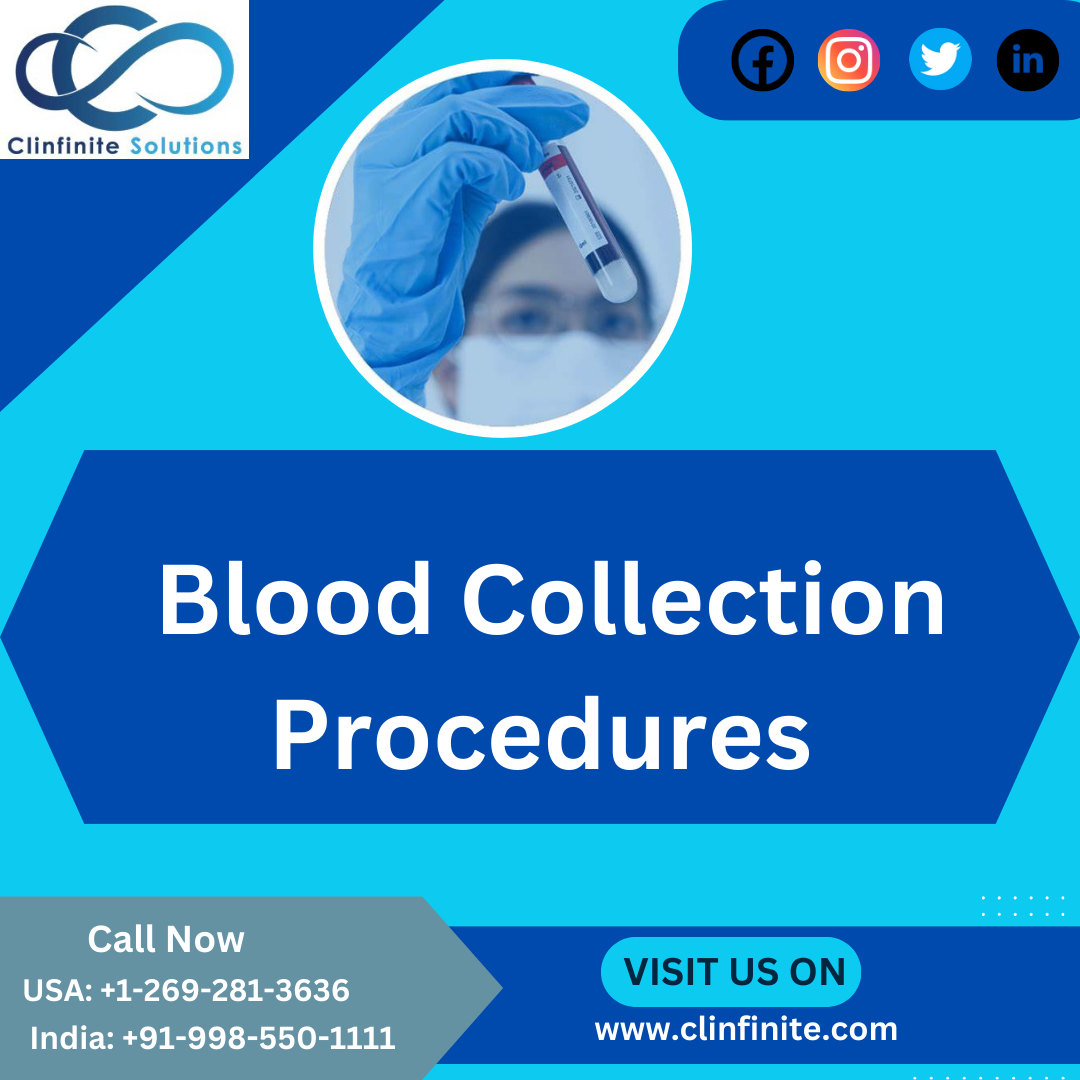 Clinfinite Solutions
Blood Collection
Procedures
Call Now
USA: +1-269-281-3636
India: +91-998-550-1111
VISIT US ON
www.clinfinite.com